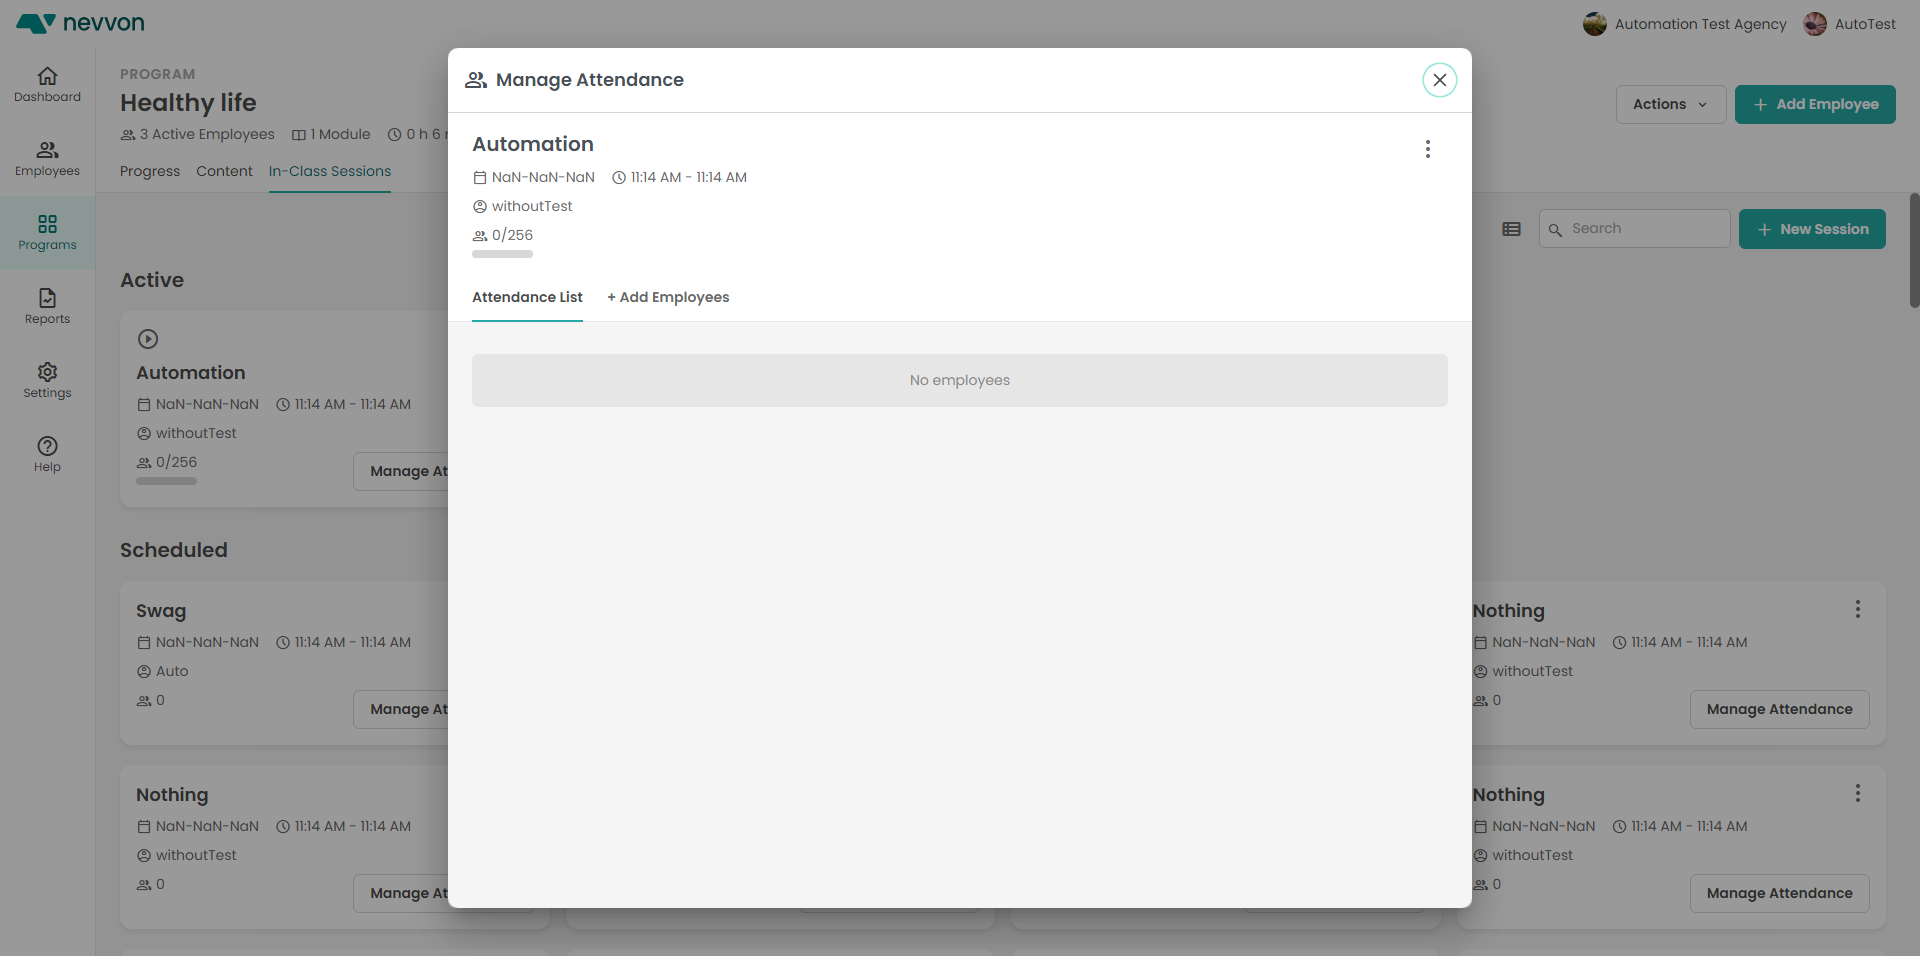 nevvon
Automation Test Agency
AutoTest
Dashboard
Employees
Programs
Reports
Settings
Help
PROGRAM
Healthy life
3 Active Employees 1 Module 0 h 6
Progress Content In-Class Sessions
Actions
+ Add Employee
Search
+ New Session
Active
Automation
NaN-NaN-NaN 11:14 AM - 11:14 AM
withoutTest
0/256
Manage At
Scheduled
Swag
NaN-NaN-NaN 11:14 AM - 11:14 AM
Auto
0
Manage At
Nothing
NaN-NaN-NaN 11:14 AM - 11:14 AM
withoutTest
0
Manage Attendance
Nothing
NaN-NaN-NaN 11:14 AM - 11:14 AM
withoutTest
0
Manage At
Nothing
NaN-NaN-NaN 11:14 AM - 11:14 AM
withoutTest
0
Manage Attendance
Manage Attendance
Automation
NaN-NaN-NaN 11:14 AM - 11:14 AM
withoutTest
0/256
Attendance List + Add Employees
No employees